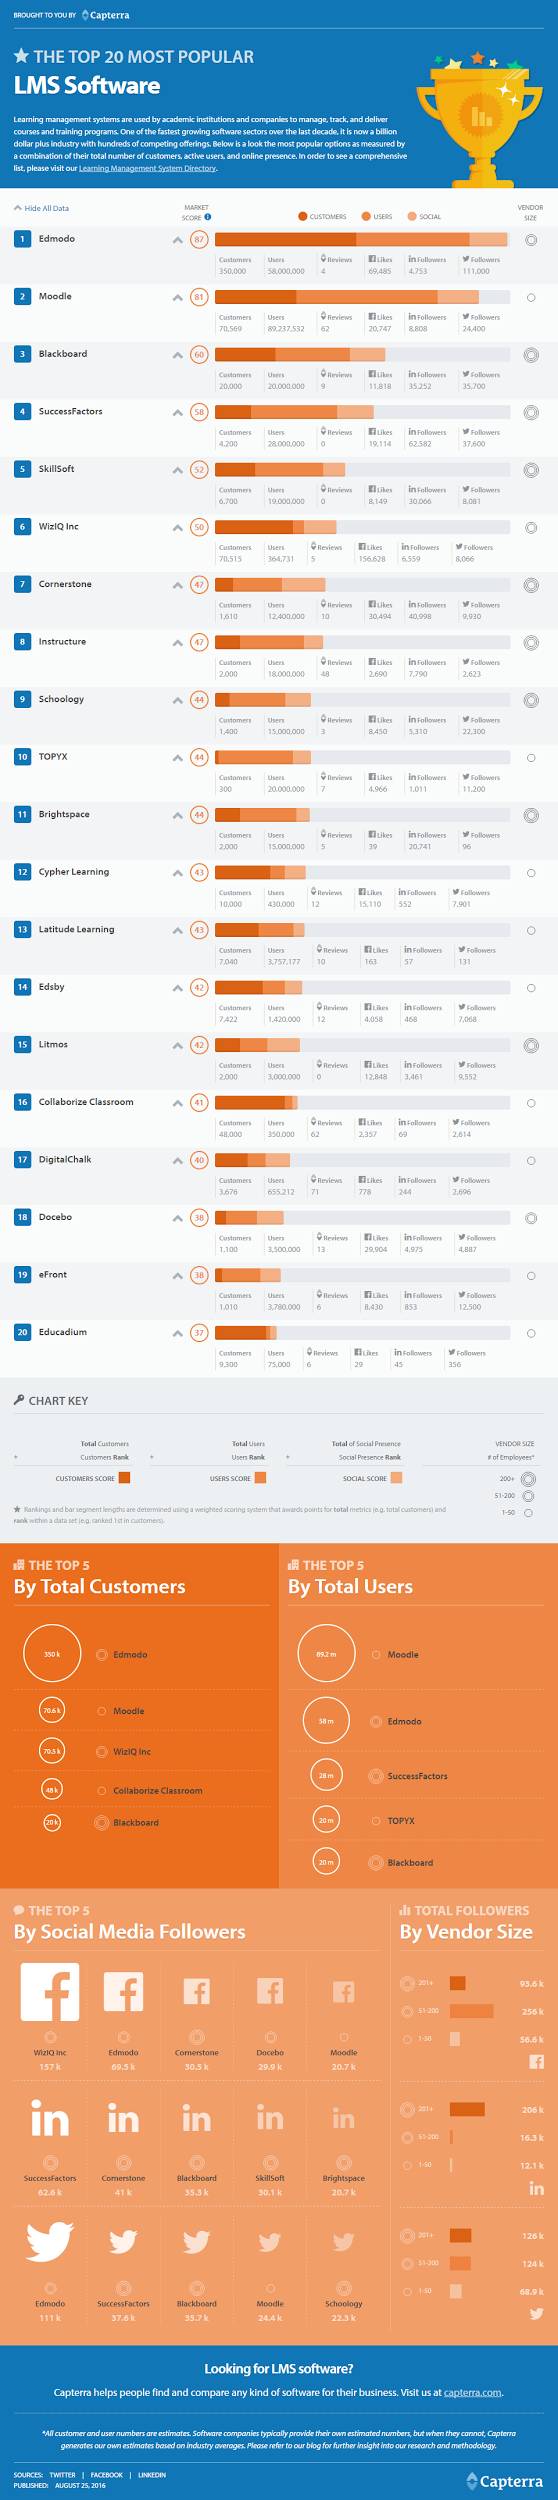 BROUGHT TO YOU BY Capterra
THE TOP 20 MOST POPULAR
LMS Software
Learning management systems are used by academic institutions and companies to manage, track, and deliver
courses and training programs. One of the fastest growing software sectors over the last decade, it is now a billion
dollar plus industry with hundreds of competing offerings. Below is a look the most popular options as measured by
a combination of their total number of customers, active users, and online presence. In order to see a comprehensive
list, please visit our Learning Management System Directory.
Hide All Data MARKET SCORE CUSTOMERS USERS SOCIAL VENDOR SIZE
1 Edmodo 87
Customers Users Reviews Likes Followers Followers
350,000 58,000,000 4 69,485 4,753 111,000
2 Moodle 81
Customers Users Reviews Likes Followers Followers
70,569 89,237,532 62 20,747 8,808 24,400
3 Blackboard 60
Customers Users Reviews Likes Followers Followers
20,000 20,000,000 9 11,818 35,252 35,700
4 SuccessFactors 58
Customers Users Reviews Likes Followers Followers
4,200 28,000,000 0 19,114 62,582 37,600
5 SkillSoft 52
Customers Users Reviews Likes Followers Followers
6,700 19,000,000 0 8,149 30,066 8,081
6 WizIQ Inc 50
Customers Users Reviews Likes Followers Followers
70,515 364,731 5 156,628 6,559 8,066
7 Cornerstone 47
Customers Users Reviews Likes Followers Followers
1,610 12,400,000 10 30,494 40,998 9,930
8 Instructure 47
Customers Users Reviews Likes Followers Followers
2,000 18,000,000 48 2,690 7,790 2,623
9 Schoology 44
Customers Users Reviews Likes Followers Followers
1,400 15,000,000 3 8,450 5,310 22,300
10 TOPYX 44
Customers Users Reviews Likes Followers Followers
300 20,000,000 7 4,966 1,011 11,200
11 Brightspace 44
Customers Users Reviews Likes Followers Followers
2,000 15,000,000 5 39 20,741 96
12 Cypher Learning 43
Customers Users Reviews Likes Followers Followers
10,000 430,000 12 15,110 552 7,901
13 Latitude Learning 43
Customers Users Reviews Likes Followers Followers
7,040 3,757,177 10 163 57 131
14 Edsby 42
Customers Users Reviews Likes Followers Followers
7,422 1,420,000 12 4,058 468 7,068
15 Litmos 42
Customers Users Reviews Likes Followers Followers
2,000 3,000,000 0 12,848 3,461 9,552
16 Collaborize Classroom 41
Customers Users Reviews Likes Followers Followers
48,000 350,000 62 2,357 69 2,614
17 DigitalChalk 40
Customers Users Reviews Likes Followers Followers
3,676 655,212 71 778 244 2,696
18 Docebo 38
Customers Users Reviews Likes Followers Followers
1,100 3,500,000 13 29,904 4,975 4,887
19 eFront 38
Customers Users Reviews Likes Followers Followers
1,010 3,780,000 6 8,430 853 12,500
20 Educadium 37
Customers Users Reviews Likes Followers Followers
9,300 75,000 6 29 45 356
CHART KEY
Total Customers Total Users Total of Social Presence VENDOR SIZE
+ Customers Rank + Users Rank + Social Presence Rank # of Employees*
CUSTOMERS SCORE USERS SCORE SOCIAL SCORE 200+
51-200
1-50
Rankings and bar segment lengths are determined using a weighted scoring system that awards points for total metrics (e.g. total customers) and
rank within a data set (e.g. ranked 1st in customers).
THE TOP 5
By Total Customers
350 k Edmodo
70.6 k Moodle
70.5 k WizIQ Inc
48 k Collaborize Classroom
20 k Blackboard
THE TOP 5
By Total Users
89.2 m Moodle
58 m Edmodo
28 m SuccessFactors
20 m TOPYX
20 m Blackboard
THE TOP 5
By Social Media Followers
WizIQ Inc Edmodo Cornerstone Docebo Moodle
157 k 69.5 k 30.5 k 29.9 k 20.7 k
in in in in in
SuccessFactors Cornerstone Blackboard SkillSoft Brightspace
62.6 k 41 k 35.3 k 30.1 k 20.7 k
Edmodo SuccessFactors Blackboard Moodle Schoology
111 k 37.6 k 35.7 k 24.4 k 22.3 k
TOTAL FOLLOWERS
By Vendor Size
201+ 93.6 k
51-200 256 k
1-50 56.6 k
201+ 206 k
51-200 16.3 k
1-50 12.1 k
in
201+ 126 k
51-200 124 k
1-50 68.9 k
Looking for LMS software?
Capterra helps people find and compare any kind of software for their business. Visit us at capterra.com.
*All customer and user numbers are estimates. Software companies typically provide their own estimated numbers, but when they cannot, Capterra
generates our own estimates based on industry averages. Please refer to our blog for further insight into our research and methodology.
SOURCES: TWITTER | FACEBOOK | LINKEDIN
PUBLISHED: AUGUST 25, 2016
Capterra